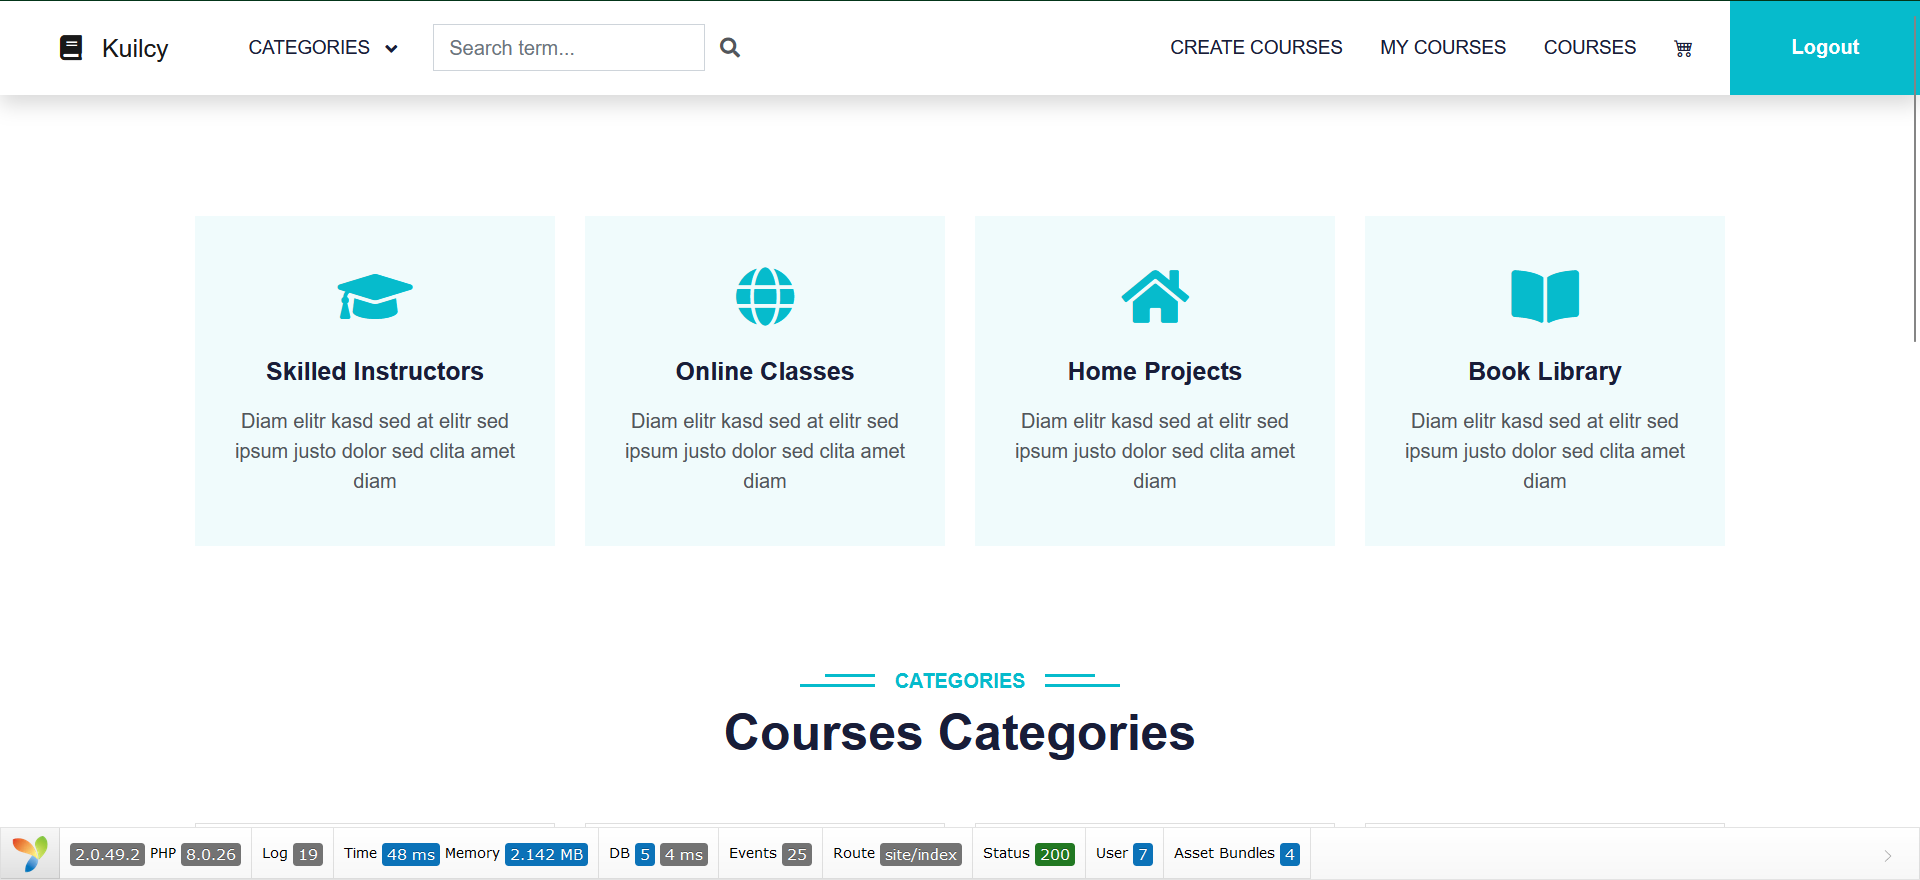 Kuilcy
CATEGORIES
Search term...
CREATE COURSES
MY COURSES
COURSES
Logout
Skilled Instructors
Diam elitr kasd sed at elitr sed
ipsum justo dolor sed clita amet
diam
Online Classes
Diam elitr kasd sed at elitr sed
ipsum justo dolor sed clita amet
diam
Home Projects
Diam elitr kasd sed at elitr sed
ipsum justo dolor sed clita amet
diam
Book Library
Diam elitr kasd sed at elitr sed
ipsum justo dolor sed clita amet
diam
CATEGORIES
Courses Categories
2.0.49.2 PHP 8.0.26 Log 19 Time 48 ms Memory 2.142 MB DB 5 4 ms Events 25 Route site/index Status 200 User 7 Asset Bundles 4